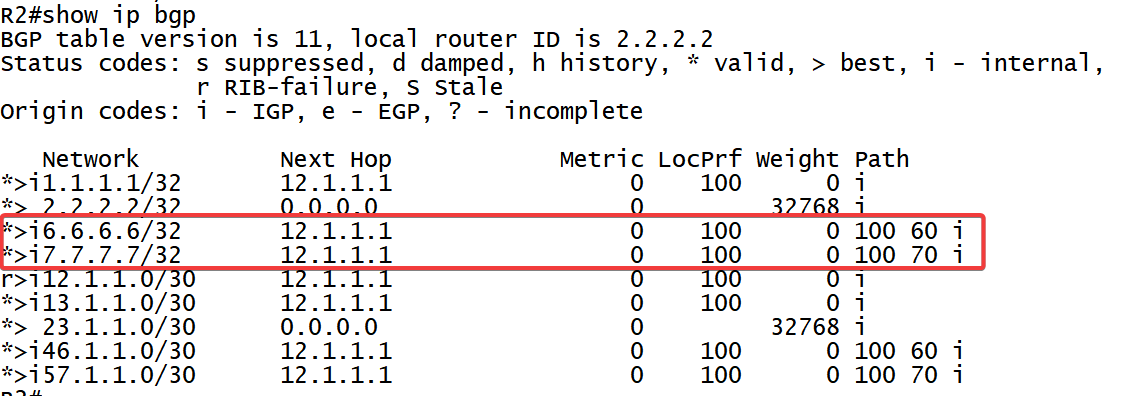 R2#show ip bgp
BGP table version is 11, local router ID is 2.2.2.2
Status codes: s suppressed, d damped, h history, * valid, > best, i - internal,
              r RIB-failure, S Stale
Origin codes: i - IGP, e - EGP, ? - incomplete

   Network          Next Hop            Metric LocPrf Weight Path
*>i1.1.1.1/32       12.1.1.1                 0    100      0 i
*> 2.2.2.2/32       0.0.0.0                  0         32768 i
*>i6.6.6.6/32       12.1.1.1                 0    100      0 100 60 i
*>i7.7.7.7/32       12.1.1.1                 0    100      0 100 70 i
r>i12.1.1.0/30      12.1.1.1                 0    100      0 i
*>i13.1.1.0/30      12.1.1.1                 0    100      0 i
*> 23.1.1.0/30      0.0.0.0                  0         32768 i
*>i46.1.1.0/30      12.1.1.1                 0    100      0 100 60 i
*>i57.1.1.0/30      12.1.1.1                 0    100      0 100 70 i
R2#